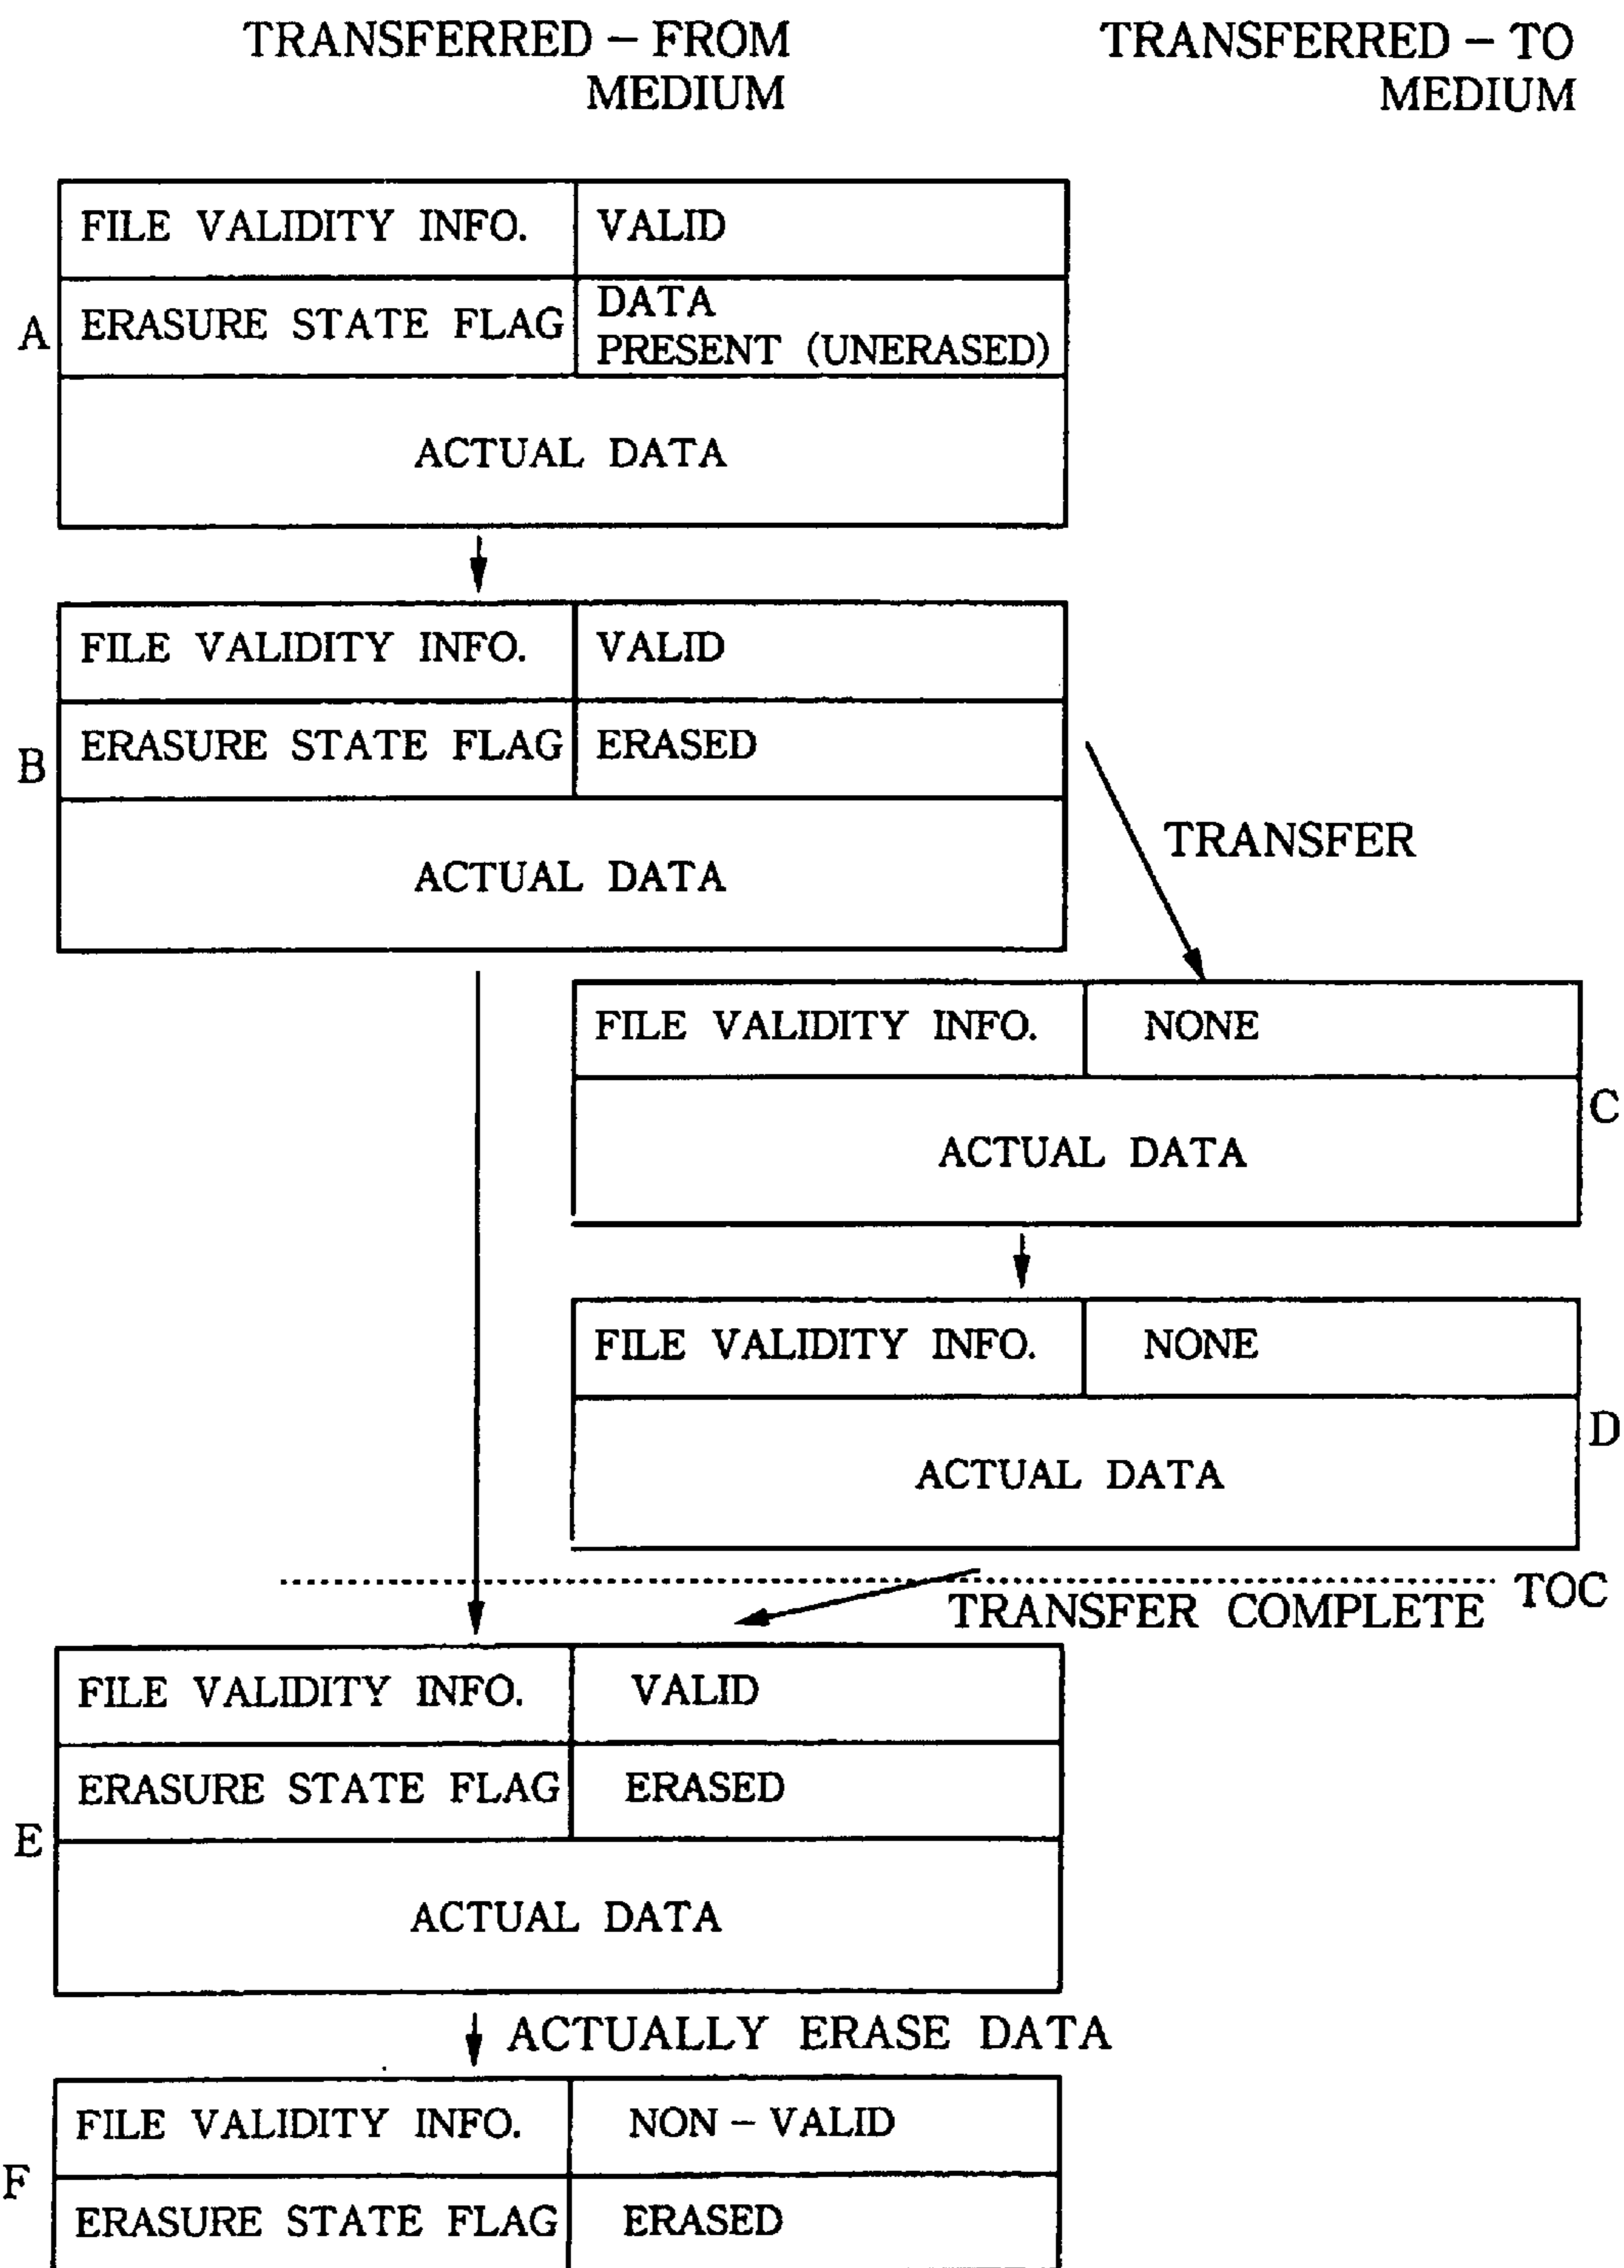 TRANSFERRED – FROM
MEDIUM
TRANSFERRED – TO
MEDIUM
A
FILE VALIDITY INFO.
VALID
ERASURE STATE FLAG
DATA
PRESENT (UNERASED)
ACTUAL DATA
B
FILE VALIDITY INFO.
VALID
ERASURE STATE FLAG
ERASED
ACTUAL DATA
TRANSFER
FILE VALIDITY INFO.
NONE
C
ACTUAL DATA
FILE VALIDITY INFO.
NONE
D
ACTUAL DATA
TOC
TRANSFER COMPLETE
FILE VALIDITY INFO.
VALID
ERASURE STATE FLAG
ERASED
E
ACTUAL DATA
ACTUALLY ERASE DATA
FILE VALIDITY INFO.
NON – VALID
F
ERASURE STATE FLAG
ERASED